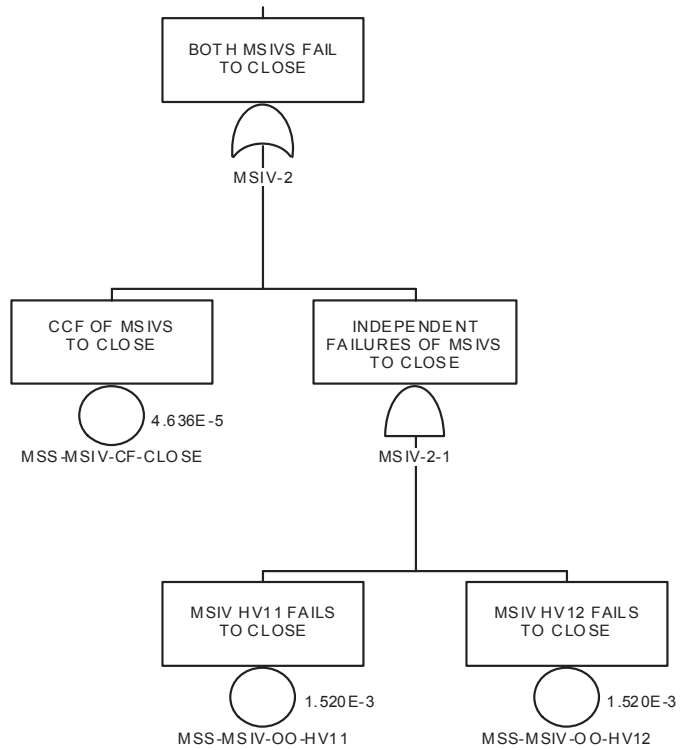 BOTH MSIVS FAIL
TO CLOSE
MSIV-2
CCF OF MSIVS
TO CLOSE
4.636E-5
MSS-MSIV-CF-CLOSE
INDEPENDENT
FAILURES OF MSIVS
TO CLOSE
MSIV-2-1
MSIV HV11 FAILS
TO CLOSE
1.520E-3
MSS-MSIV-OO-HV11
MSIV HV12 FAILS
TO CLOSE
1.520E-3
MSS-MSIV-OO-HV12